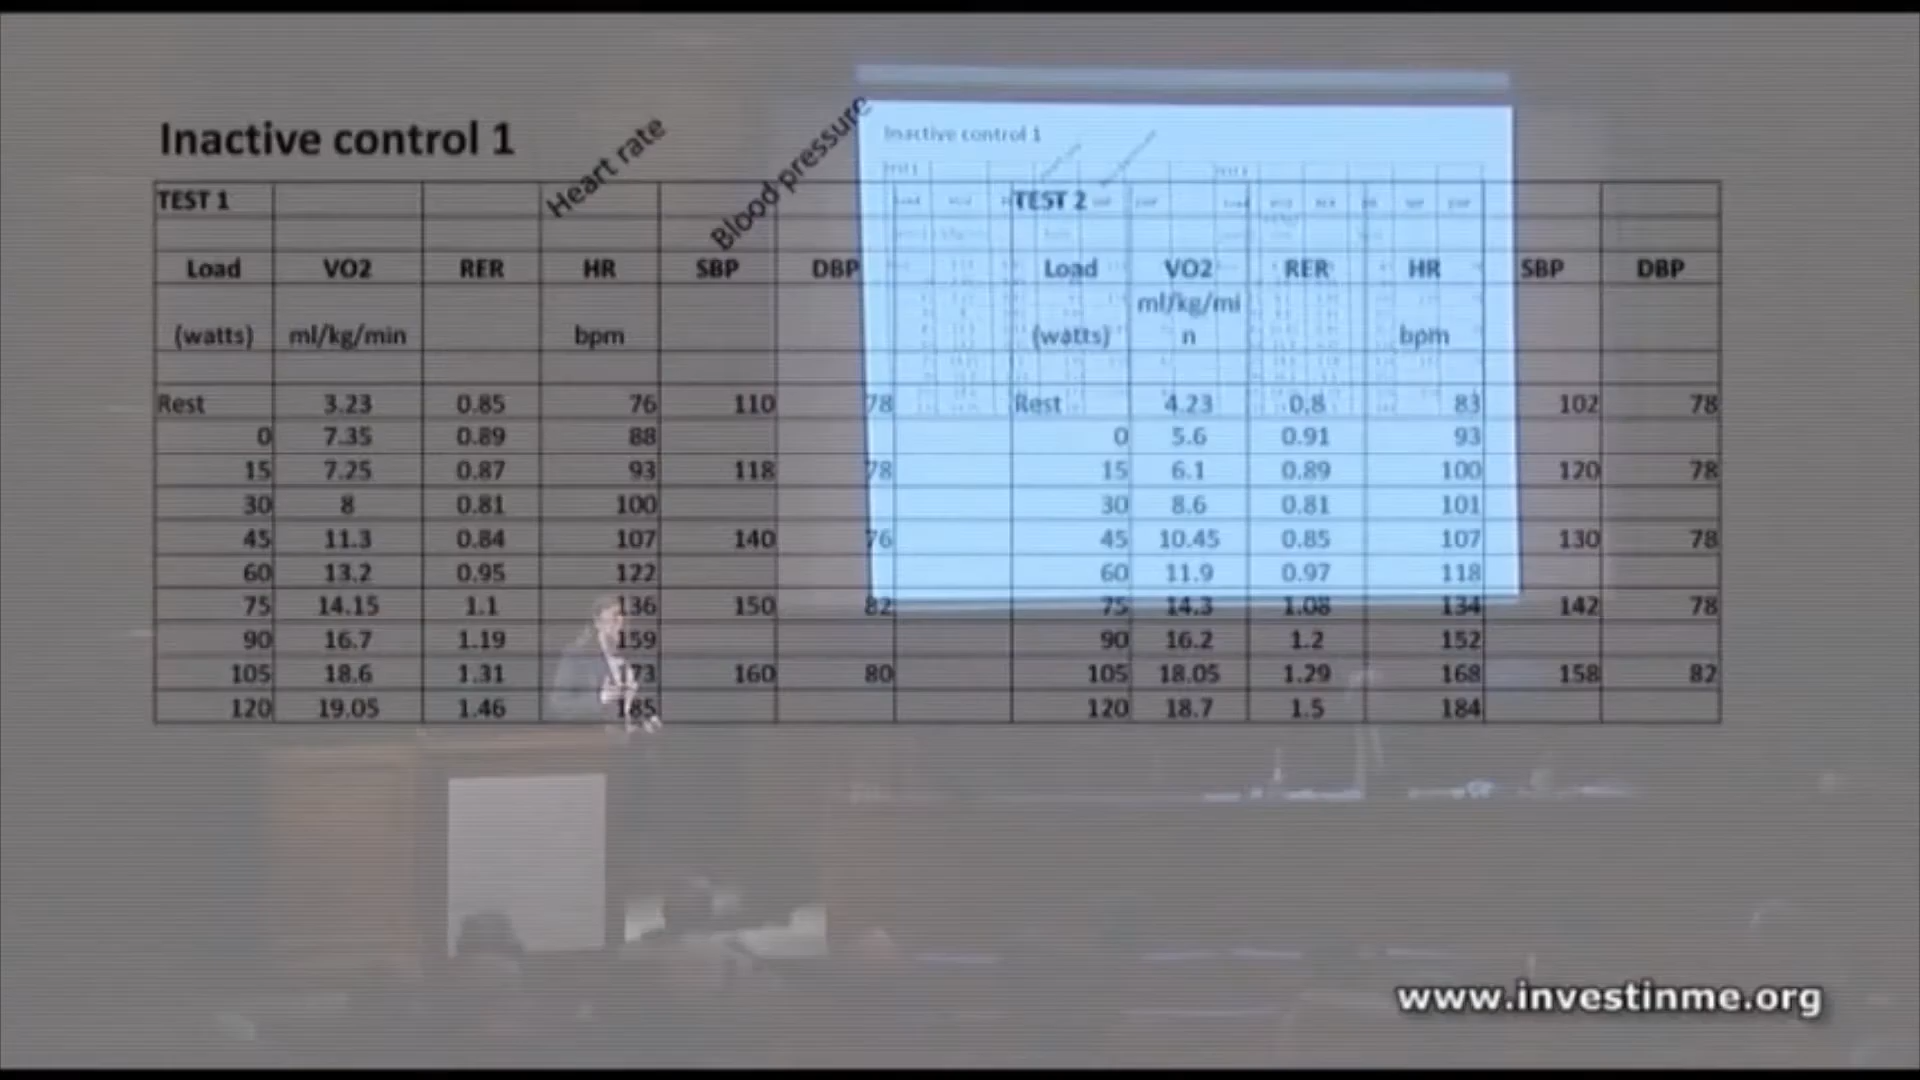 Inactive control 1
Heart rate
Blood pressure
Inactive control 1
TEST 1 TEST 2
Load VO2 RER HR SBP DBP Load VO2 RER HR SBP DBP
(watts) ml/kg/min bpm (watts) ml/kg/mi
n bpm
Rest 3.23 0.85 76 110 78 Rest 4.23 0.8 83 102 78
0 7.35 0.89 88 0 5.6 0.91 93
15 7.25 0.87 93 118 78 15 6.1 0.89 100 120 78
30 8 0.81 100 30 8.6 0.81 101
45 11.3 0.84 107 140 76 45 10.45 0.85 107 130 78
60 13.2 0.95 122 60 11.9 0.97 118
75 14.15 1.1 136 150 82 75 14.3 1.08 134 142 78
90 16.7 1.19 159 90 16.2 1.2 152
105 18.6 1.31 173 160 80 105 18.05 1.29 168 158 82
120 19.05 1.46 185 120 18.7 1.5 184
www.investinme.org